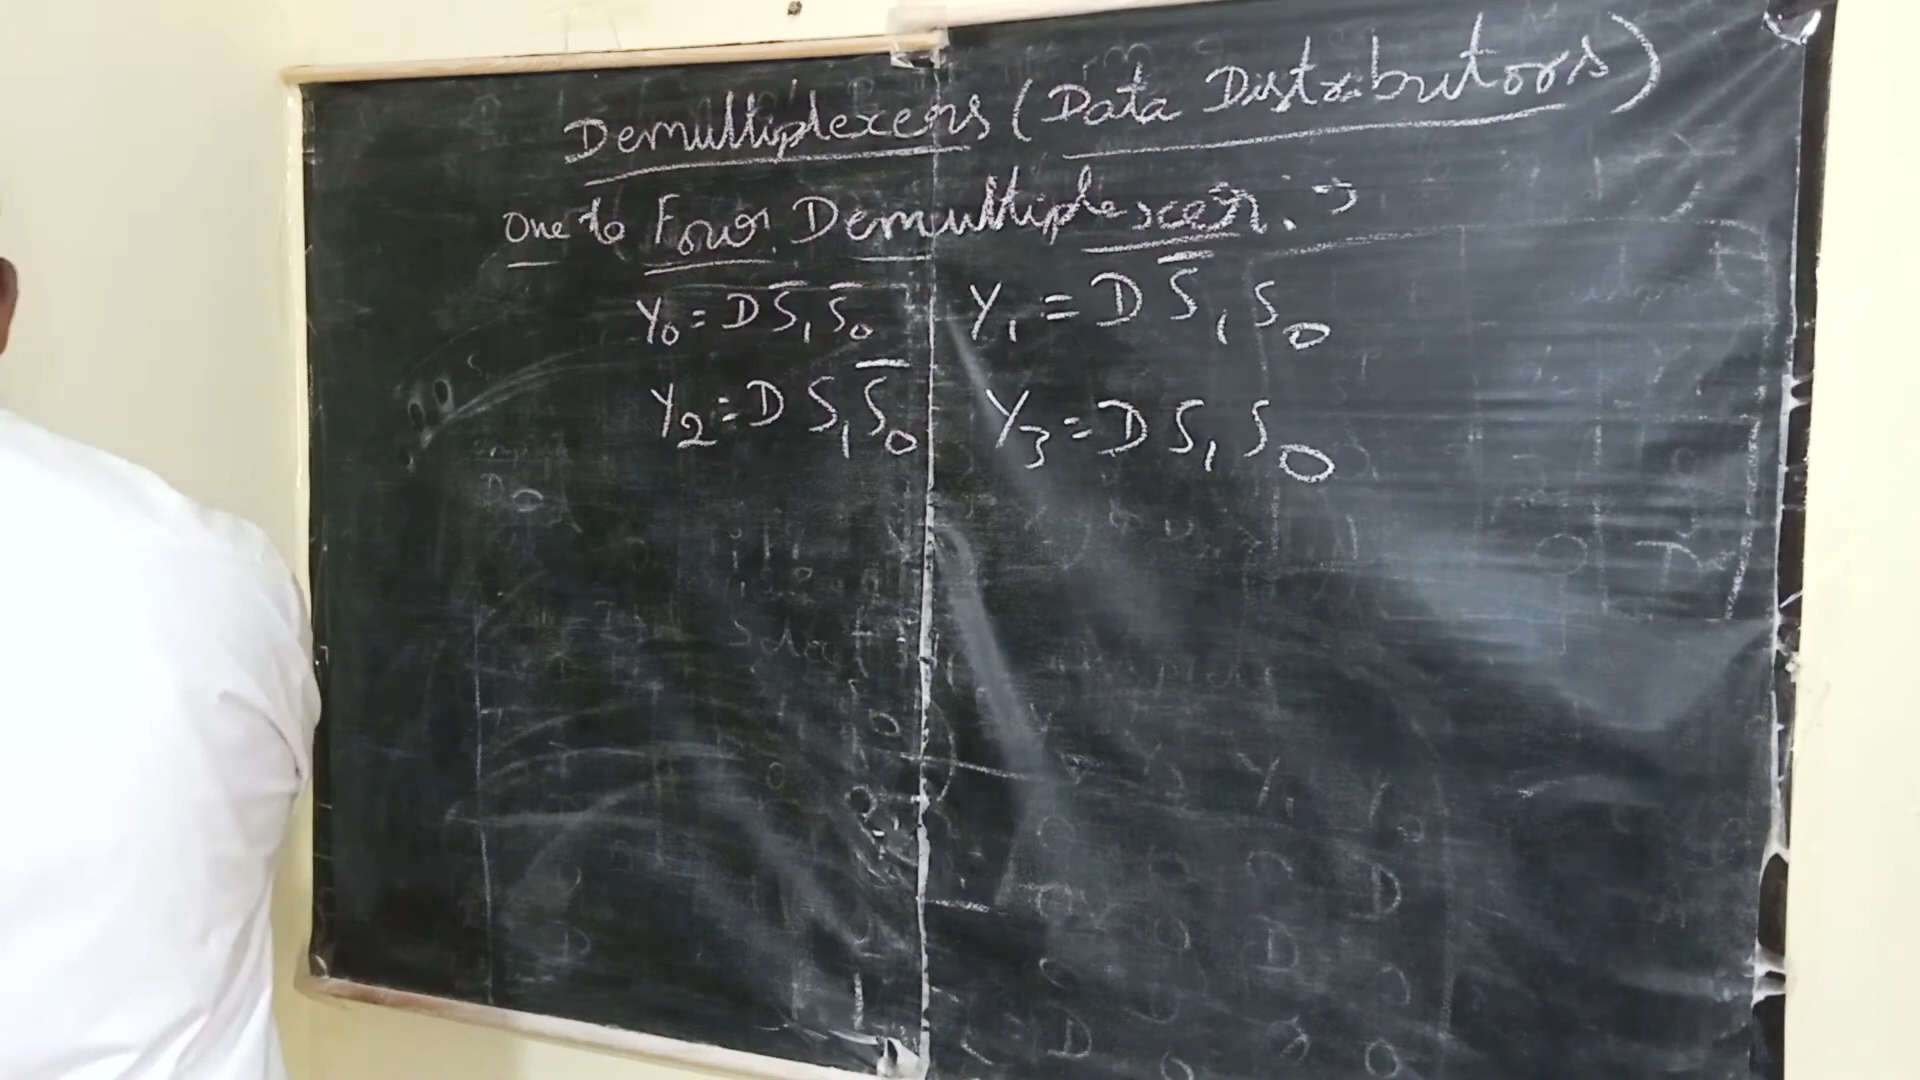 Demultiplexers (Data Distributors)
One to Four Demultiplexer :-
Y₀ = D S̅₁ S̅₀ Y₁ = D S̅₁ S₀
Y₂ = D S₁ S̅₀ Y₃ = D S₁ S₀